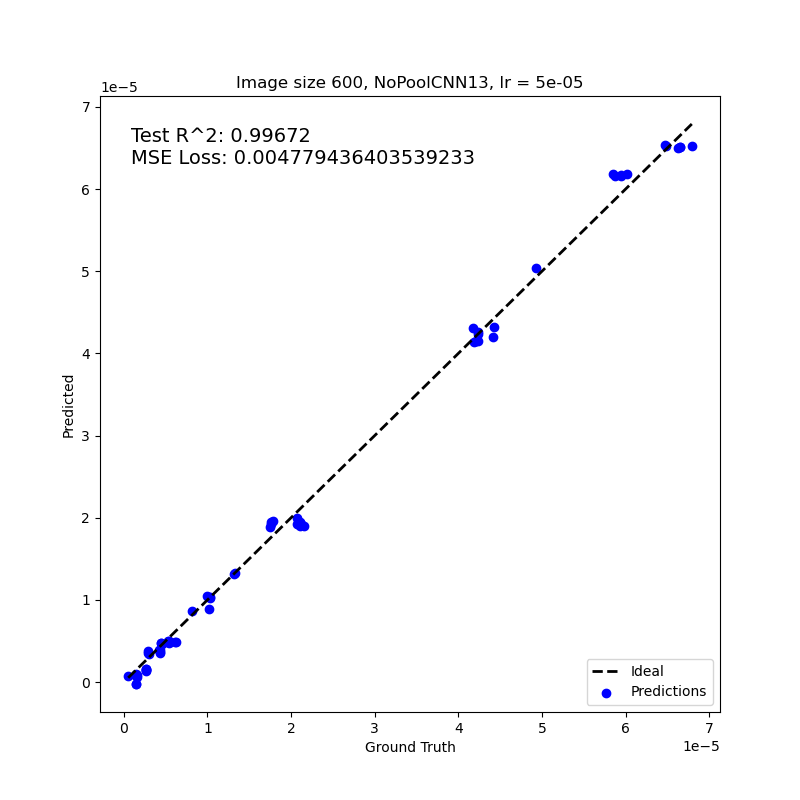 Image size 600, NoPoolCNN13, lr = 5e-05
1e−5
Test R^2: 0.99672
MSE Loss: 0.004779436403539233
7
6
5
4
3
2
1
0
Predicted
Ideal
Predictions
0 1 2 3 4 5 6 7
Ground Truth
1e−5